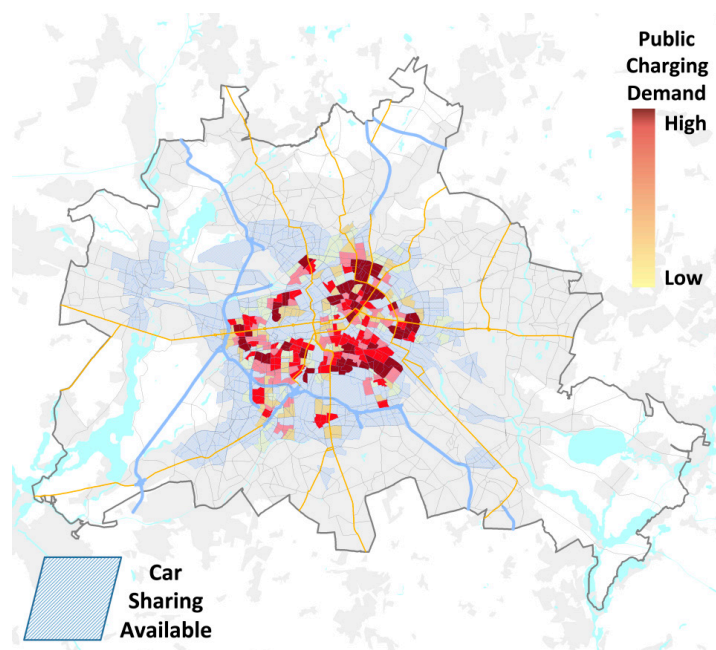 Public
Charging
Demand
High
Low
Car
Sharing
Available